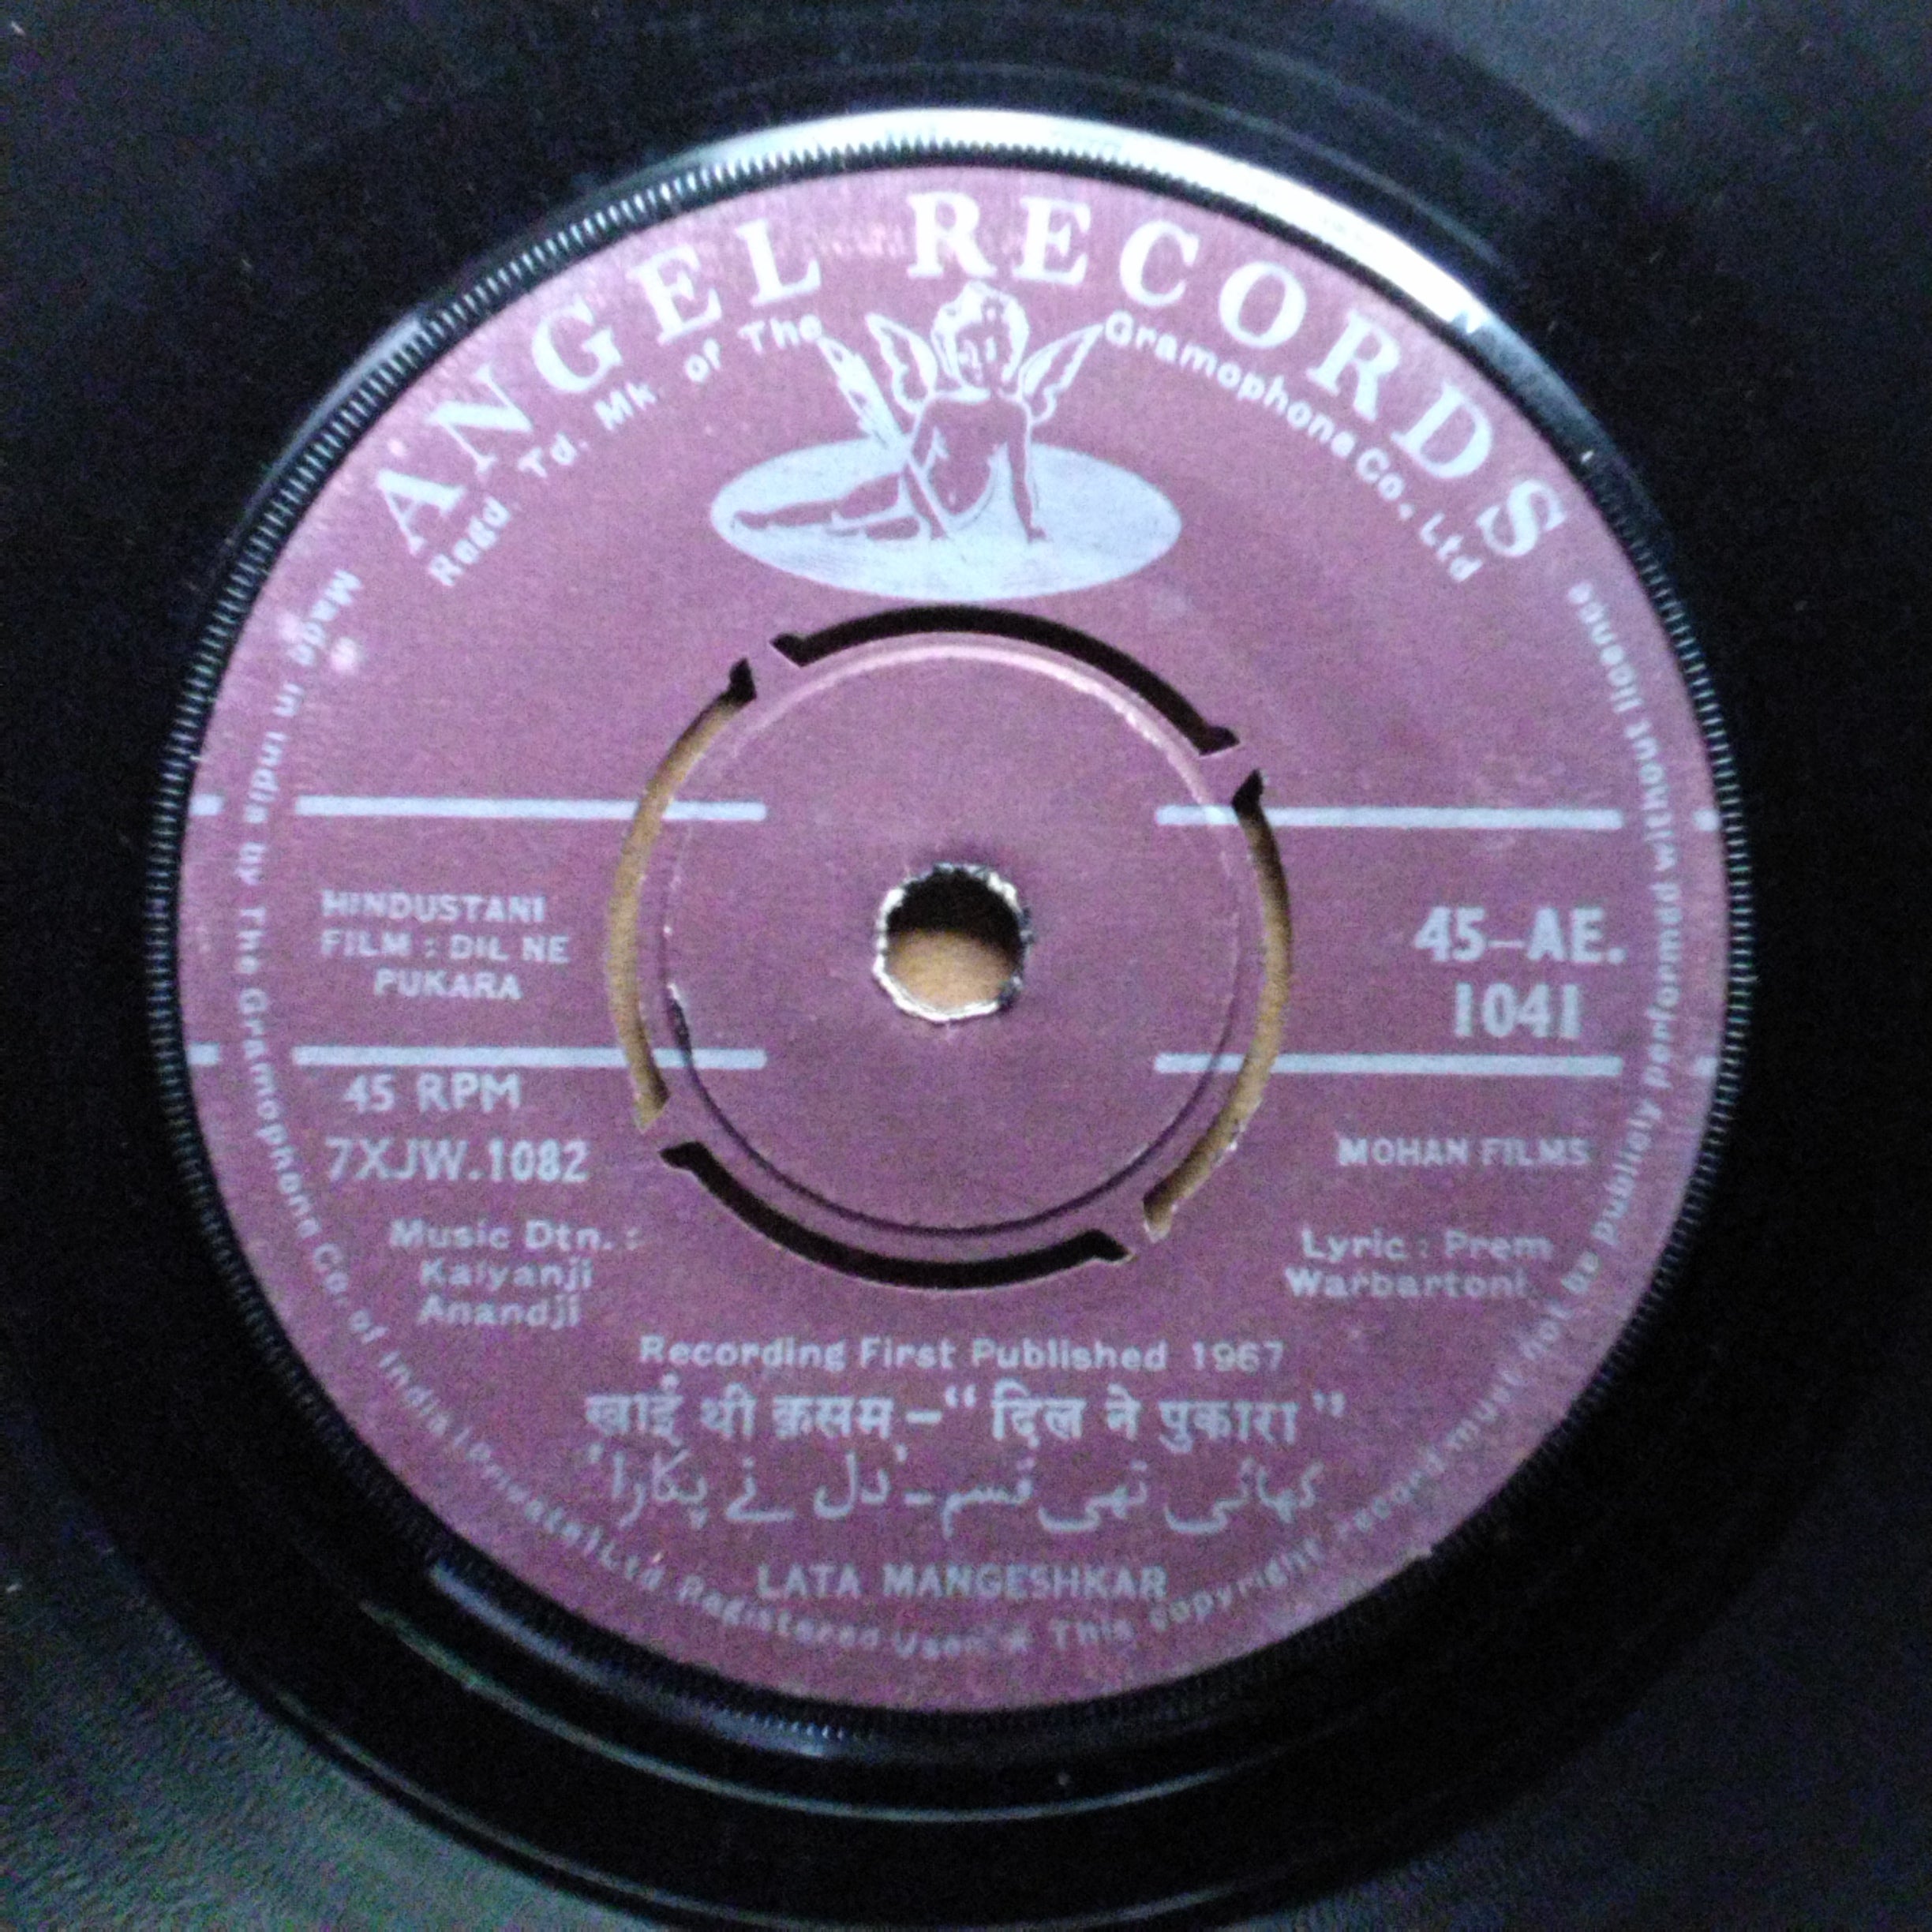 ANGEL RECORDS
Regd. Td. Mk. of The Gramophone Co., Ltd
HINDUSTANI
FILM : DIL NE
PUKARA
45-AE.
1041
45 RPM
7XJW.1082
MOHAN FILMS
Music Dtn. :
Kalyanji
Anandji
Lyric : Prem
Warbartoni.
Recording First Published 1967
खाई थी क़सम - “दिल ने पुकारा”
کھائی تھی قسم - 'دل نے پکارا'
LATA MANGESHKAR
Made in India by The Gramophone Co. of India (Private) Ltd Registered User * This copyright record must not be publicly performed without licence